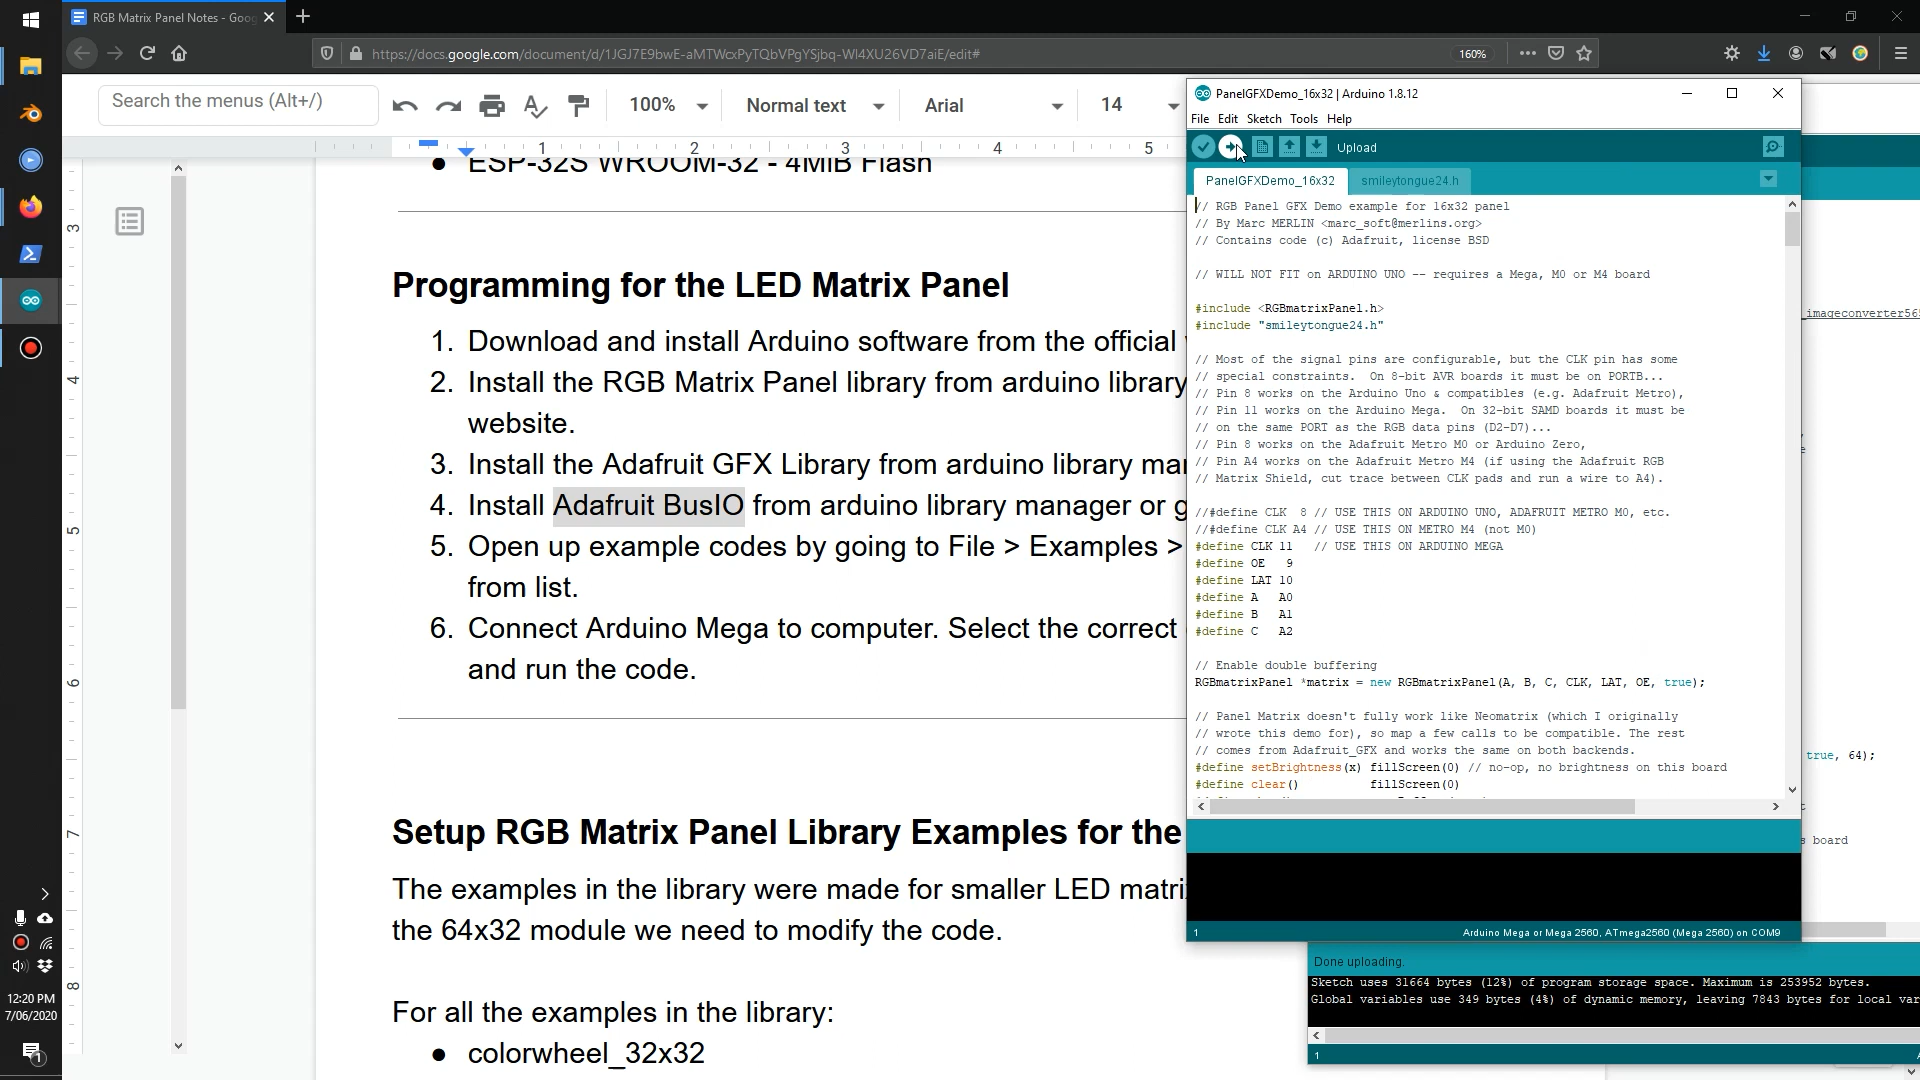 RGB Matrix Panel Notes - Goog
https://docs.google.com/document/d/1JGJ7E9bwE-aMTWcxPyTQbVPgYSjbq-WI4XU26VD7aiE/edit#
160%
Search the menus (Alt+/)
100%
Normal text
Arial
14
1 2 3 4 5
3
4
5
6
7
8
● ESP-32S WROOM-32 - 4MiB Flash
Programming for the LED Matrix Panel
1. Download and install Arduino software from the official
2. Install the RGB Matrix Panel library from arduino library
website.
3. Install the Adafruit GFX Library from arduino library ma
4. Install Adafruit BusIO from arduino library manager or g
5. Open up example codes by going to File > Examples >
from list.
6. Connect Arduino Mega to computer. Select the correct
and run the code.
Setup RGB Matrix Panel Library Examples for the
The examples in the library were made for smaller LED matri
the 64x32 module we need to modify the code.
For all the examples in the library:
● colorwheel_32x32
PanelGFXDemo_16x32 | Arduino 1.8.12
File Edit Sketch Tools Help
Upload
PanelGFXDemo_16x32 smileytongue24.h
// RGB Panel GFX Demo example for 16x32 panel
// By Marc MERLIN <marc_soft@merlins.org>
// Contains code (c) Adafruit, license BSD
// WILL NOT FIT on ARDUINO UNO -- requires a Mega, M0 or M4 board
#include <RGBmatrixPanel.h>
#include "smileytongue24.h"
// Most of the signal pins are configurable, but the CLK pin has some
// special constraints.  On 8-bit AVR boards it must be on PORTB...
// Pin 8 works on the Arduino Uno & compatibles (e.g. Adafruit Metro),
// Pin 11 works on the Arduino Mega.  On 32-bit SAMD boards it must be
// on the same PORT as the RGB data pins (D2-D7)...
// Pin 8 works on the Adafruit Metro M0 or Arduino Zero,
// Pin A4 works on the Adafruit Metro M4 (if using the Adafruit RGB
// Matrix Shield, cut trace between CLK pads and run a wire to A4).
//#define CLK  8 // USE THIS ON ARDUINO UNO, ADAFRUIT METRO M0, etc.
//#define CLK A4 // USE THIS ON METRO M4 (not M0)
#define CLK 11   // USE THIS ON ARDUINO MEGA
#define OE   9
#define LAT 10
#define A   A0
#define B   A1
#define C   A2
// Enable double buffering
RGBmatrixPanel *matrix = new RGBmatrixPanel(A, B, C, CLK, LAT, OE, true);
// Panel Matrix doesn't fully work like Neomatrix (which I originally
// wrote this demo for), so map a few calls to be compatible. The rest
// comes from Adafruit_GFX and works the same on both backends.
#define setBrightness(x) fillScreen(0) // no-op, no brightness on this board
#define clear()          fillScreen(0)
1
Arduino Mega or Mega 2560, ATmega2560 (Mega 2560) on COM9
_imageconverter565
true, 64);
board
Done uploading.
Sketch uses 31664 bytes (12%) of program storage space. Maximum is 253952 bytes.
Global variables use 349 bytes (4%) of dynamic memory, leaving 7843 bytes for local var
1
12:20 PM
7/06/2020
1